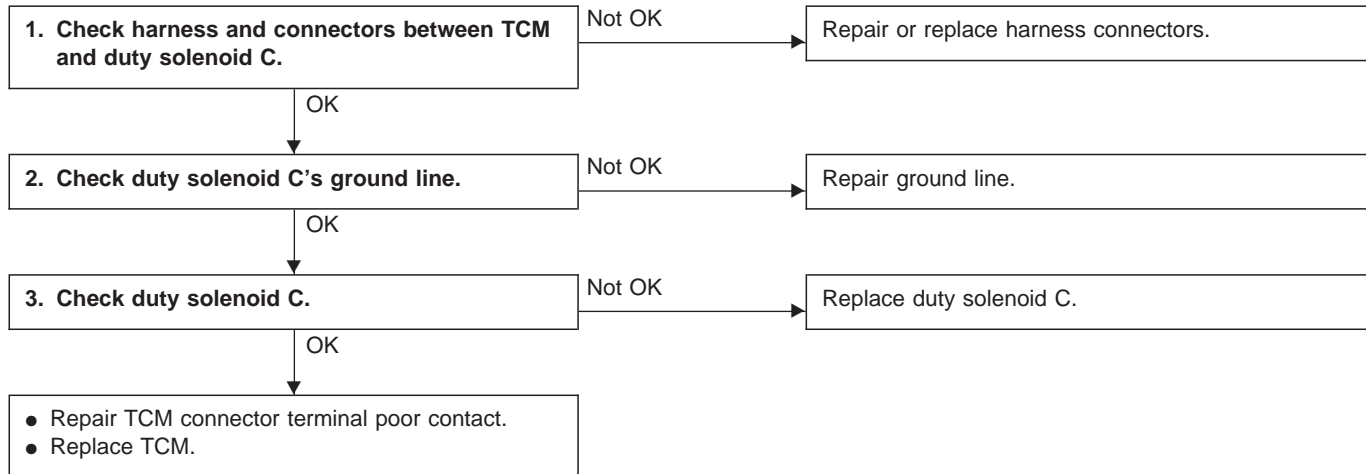 1. Check harness and connectors between TCM
and duty solenoid C.
Not OK
Repair or replace harness connectors.
OK
2. Check duty solenoid C’s ground line.
Not OK
Repair ground line.
OK
3. Check duty solenoid C.
Not OK
Replace duty solenoid C.
OK
● Repair TCM connector terminal poor contact.
● Replace TCM.